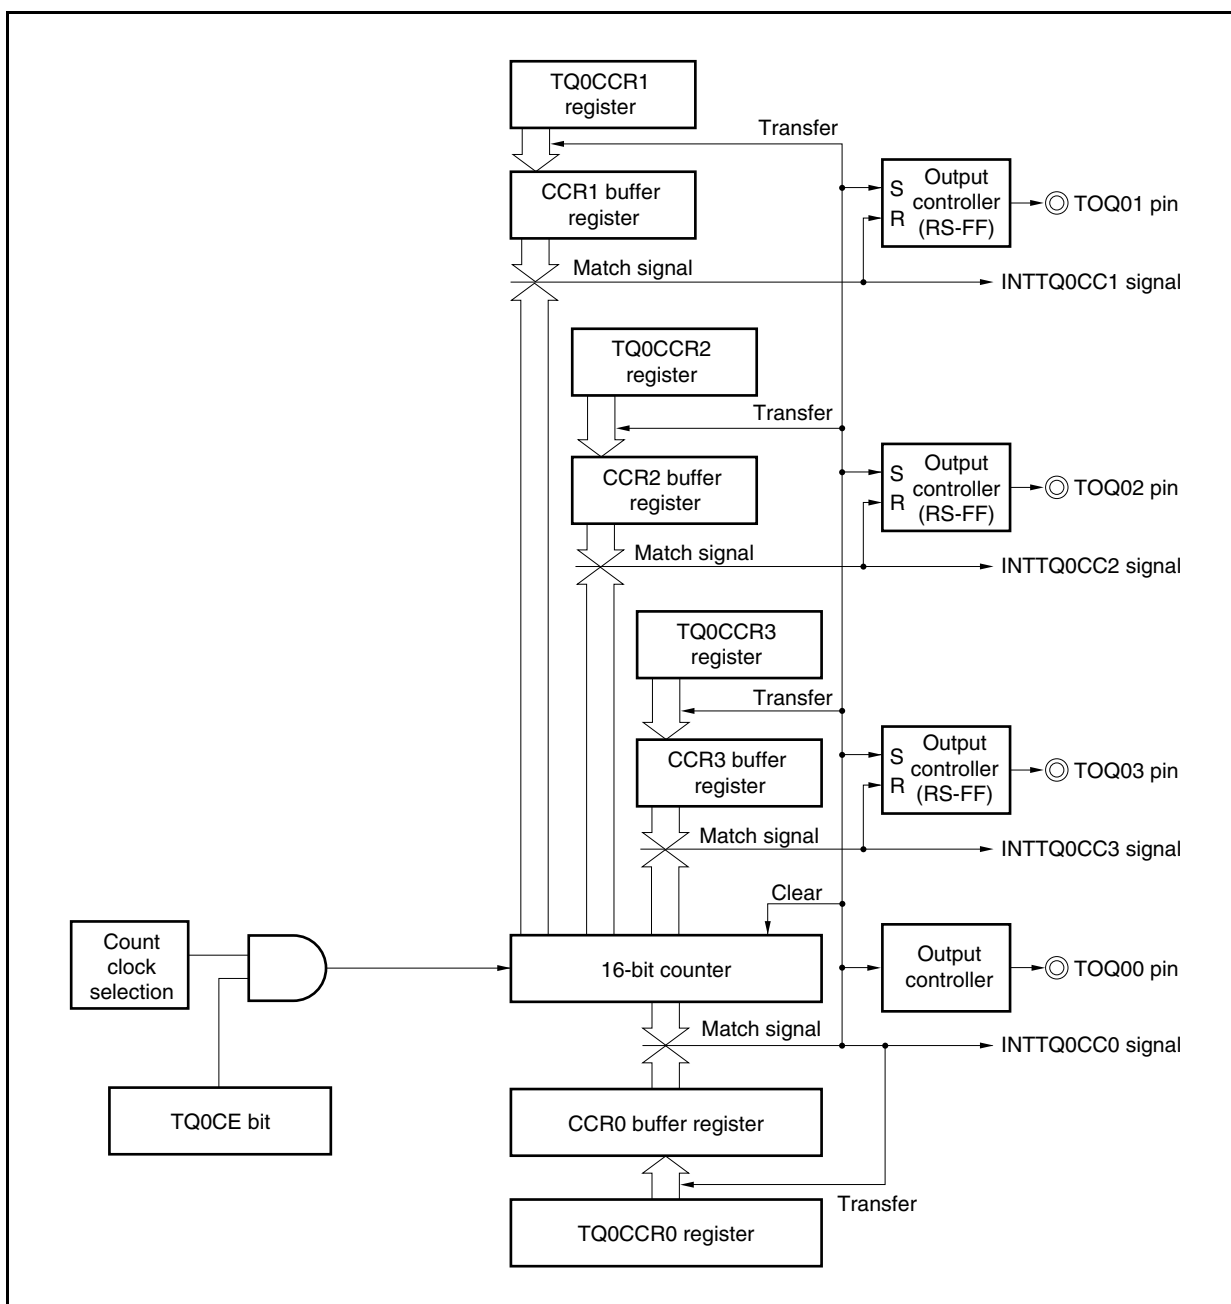 TQ0CCR1
register
Transfer
CCR1 buffer
register
S
R
Output
controller
(RS-FF)
TOQ01 pin
Match signal
INTTQ0CC1 signal
TQ0CCR2
register
Transfer
CCR2 buffer
register
S
R
Output
controller
(RS-FF)
TOQ02 pin
Match signal
INTTQ0CC2 signal
TQ0CCR3
register
Transfer
CCR3 buffer
register
S
R
Output
controller
(RS-FF)
TOQ03 pin
Match signal
INTTQ0CC3 signal
Clear
Count
clock
selection
16-bit counter
Output
controller
TOQ00 pin
Match signal
INTTQ0CC0 signal
TQ0CE bit
CCR0 buffer register
Transfer
TQ0CCR0 register